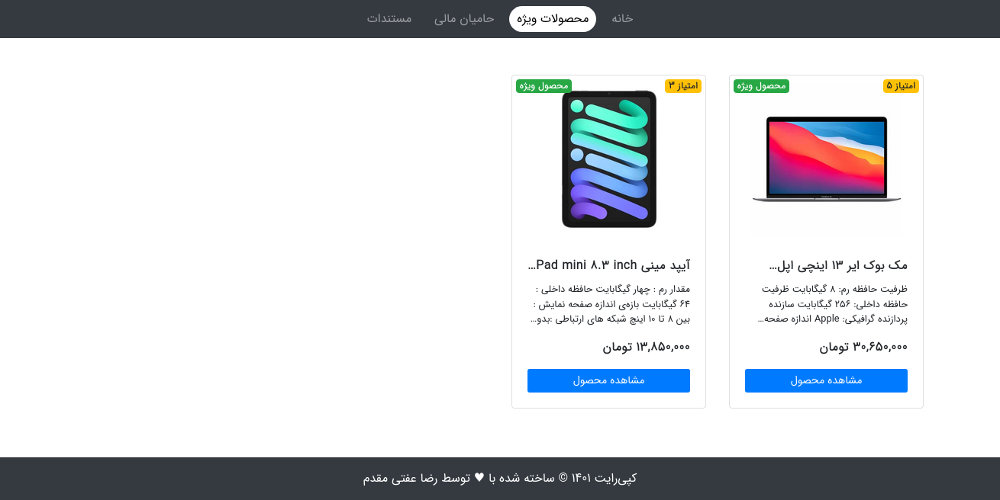 خانه
محصولات ویژه
حامیان مالی
مستندات
امتیاز ۵
محصول ویژه
مک بوک ایر ۱۳ اینچی اپل...
ظرفیت حافظه رم: ۸ گیگابایت ظرفیت
حافظه داخلی: ۲۵۶ گیگابایت سازنده
پردازنده گرافیکی: Apple اندازه صفحه...
۳۰,۶۵۰,۰۰۰ تومان
مشاهده محصول
امتیاز ۳
محصول ویژه
آیپد مینی Pad mini ۸.۳ inch...
مقدار رم : چهار گیگابایت حافظه داخلی :
۶۴ گیگابایت بازه‌ی اندازه صفحه نمایش :
بین ۸ تا ۱۰ اینچ شبکه های ارتباطی :بدو...
۱۳,۸۵۰,۰۰۰ تومان
مشاهده محصول
کپی‌رایت ۱۴۰۱ © ساخته شده با ♥ توسط رضا عفتی مقدم